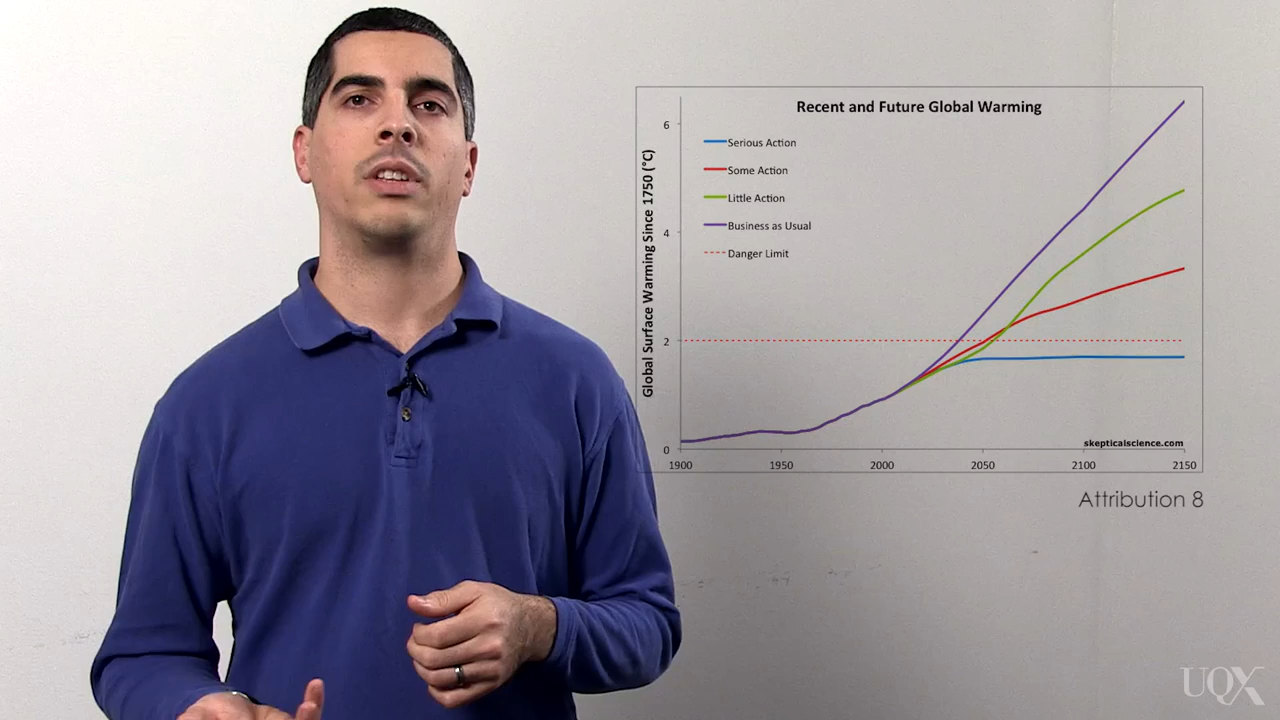 Recent and Future Global Warming
Global Surface Warming Since 1750 (°C)
6
4
2
0
Serious Action
Some Action
Little Action
Business as Usual
Danger Limit
skepticalscience.com
1900 1950 2000 2050 2100 2150
Attribution 8
UQX